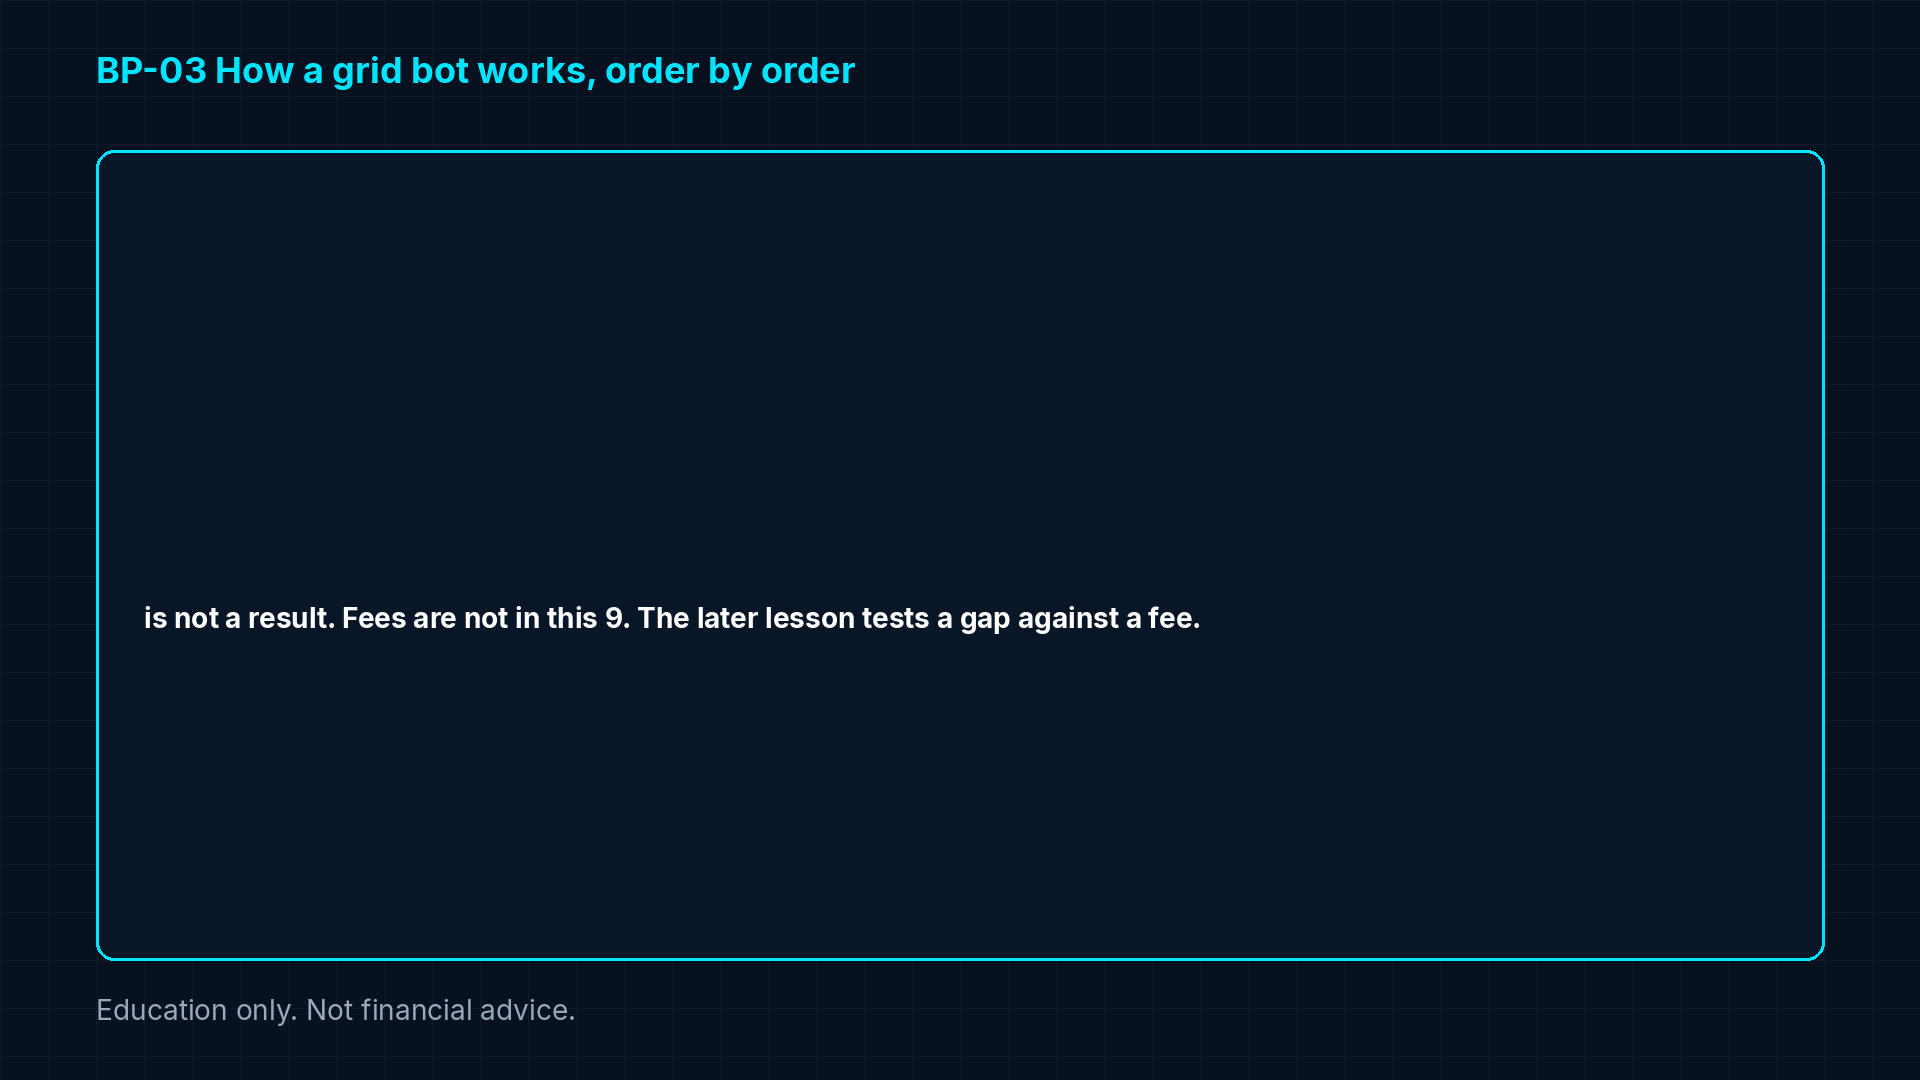 BP-03 How a grid bot works, order by order
is not a result. Fees are not in this 9. The later lesson tests a gap against a fee.
Education only. Not financial advice.